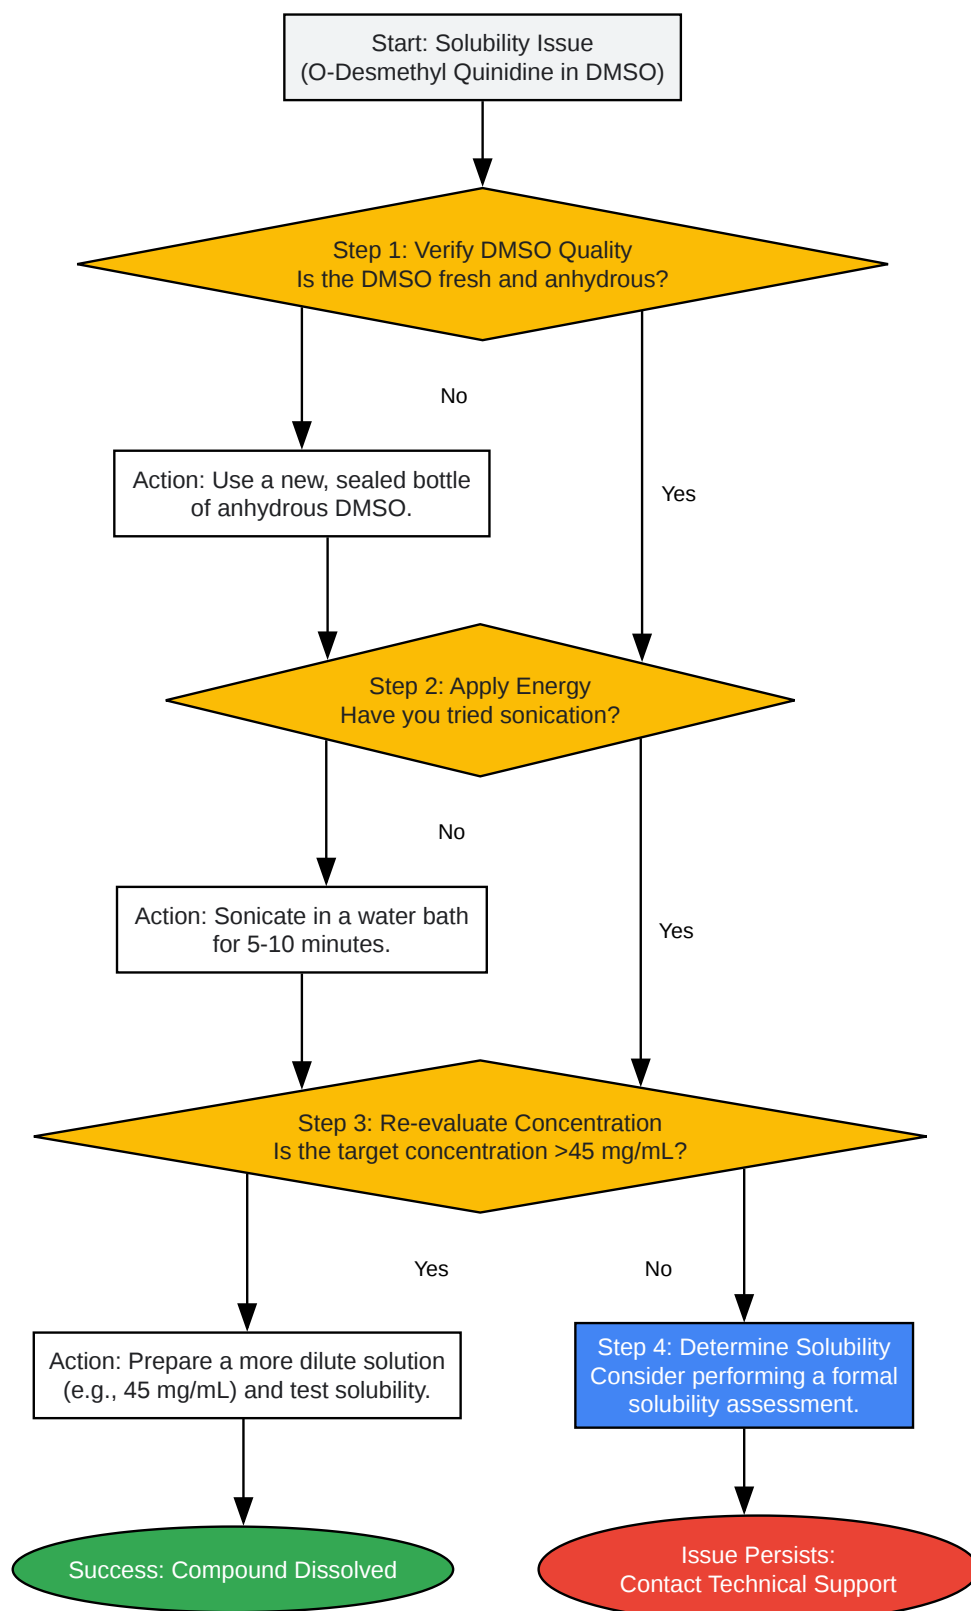 Start: Solubility Issue
(O-Desmethyl Quinidine in DMSO)
Step 1: Verify DMSO Quality
Is the DMSO fresh and anhydrous?
No
Action: Use a new, sealed bottle
of anhydrous DMSO.
Yes
Step 2: Apply Energy
Have you tried sonication?
No
Action: Sonicate in a water bath
for 5-10 minutes.
Yes
Step 3: Re-evaluate Concentration
Is the target concentration >45 mg/mL?
Yes
No
Action: Prepare a more dilute solution
(e.g., 45 mg/mL) and test solubility.
Step 4: Determine Solubility
Consider performing a formal
solubility assessment.
Success: Compound Dissolved
Issue Persists:
Contact Technical Support